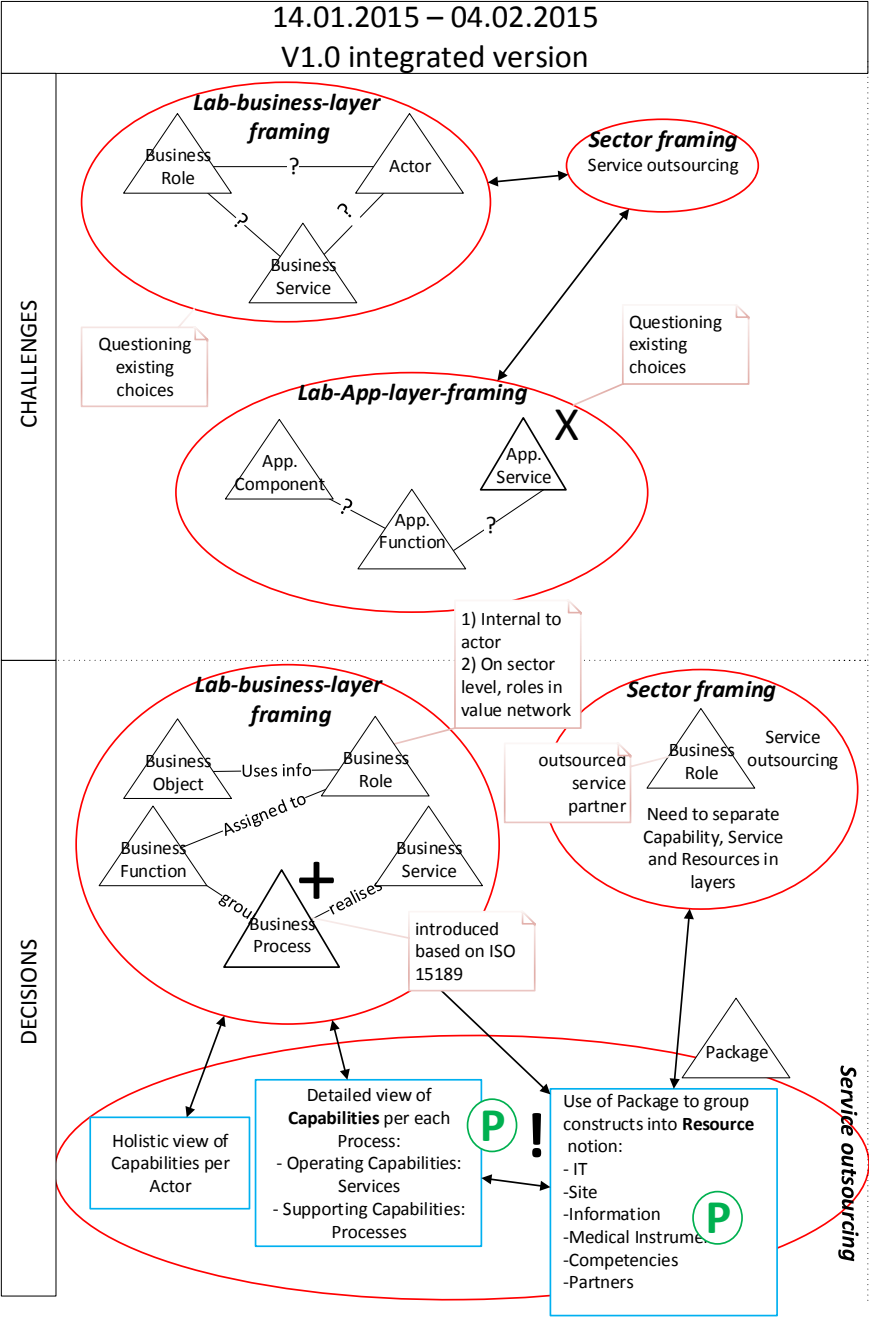 14.01.2015 – 04.02.2015
V1.0 integrated version
CHALLENGES
Lab-business-layer
framing
Business
Role
?
Actor
?
?
Business
Service
Sector framing
Service outsourcing
Questioning
existing
choices
Questioning
existing
choices
Lab-App-layer-framing
X
App.
Component
App.
Service
?
?
App.
Function
DECISIONS
1) Internal to
actor
2) On sector
level, roles in
value network
Lab-business-layer
framing
Business
Object
Uses info
Business
Role
Assigned to
Business
Function
Business
Service
+
group
realises
Business
Process
introduced
based on ISO
15189
Sector framing
Business
Role
Service
outsourcing
outsourced
service
partner
Need to separate
Capability, Service
and Resources in
layers
Package
Service outsourcing
Holistic view of
Capabilities per
Actor
Detailed view of
Capabilities per each
Process:
- Operating Capabilities:
Services
- Supporting Capabilities:
Processes
P
!
Use of Package to group
constructs into Resource
notion:
- IT
-Site
-Information
-Medical Instrume
-Competencies
-Partners
P